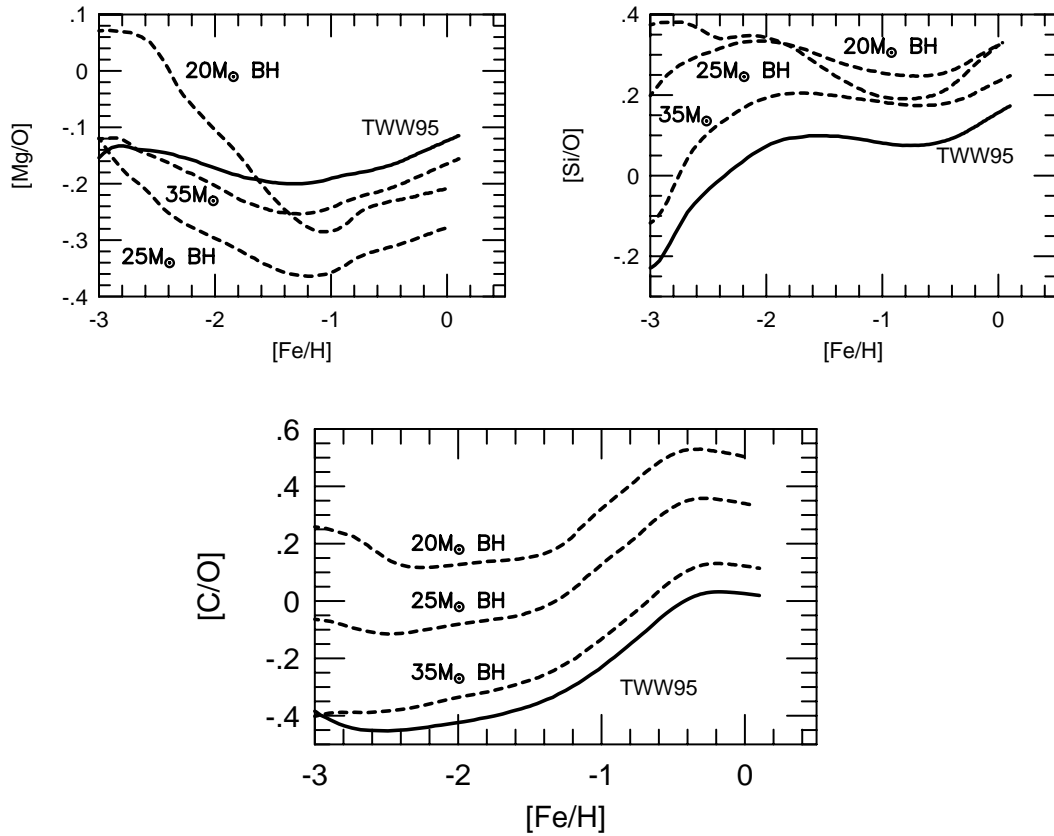 .1
0
-.1
-.2
-.3
-.4
[Mg/O]
20M⊙ BH
TWW95
35M⊙
25M⊙ BH
-3
-2
-1
0
[Fe/H]
.4
.2
0
-.2
[Si/O]
20M⊙ BH
25M⊙ BH
35M⊙
TWW95
-3
-2
-1
0
[Fe/H]
.6
.4
.2
0
-.2
-.4
[C/O]
20M⊙ BH
25M⊙ BH
35M⊙ BH
TWW95
-3
-2
-1
0
[Fe/H]